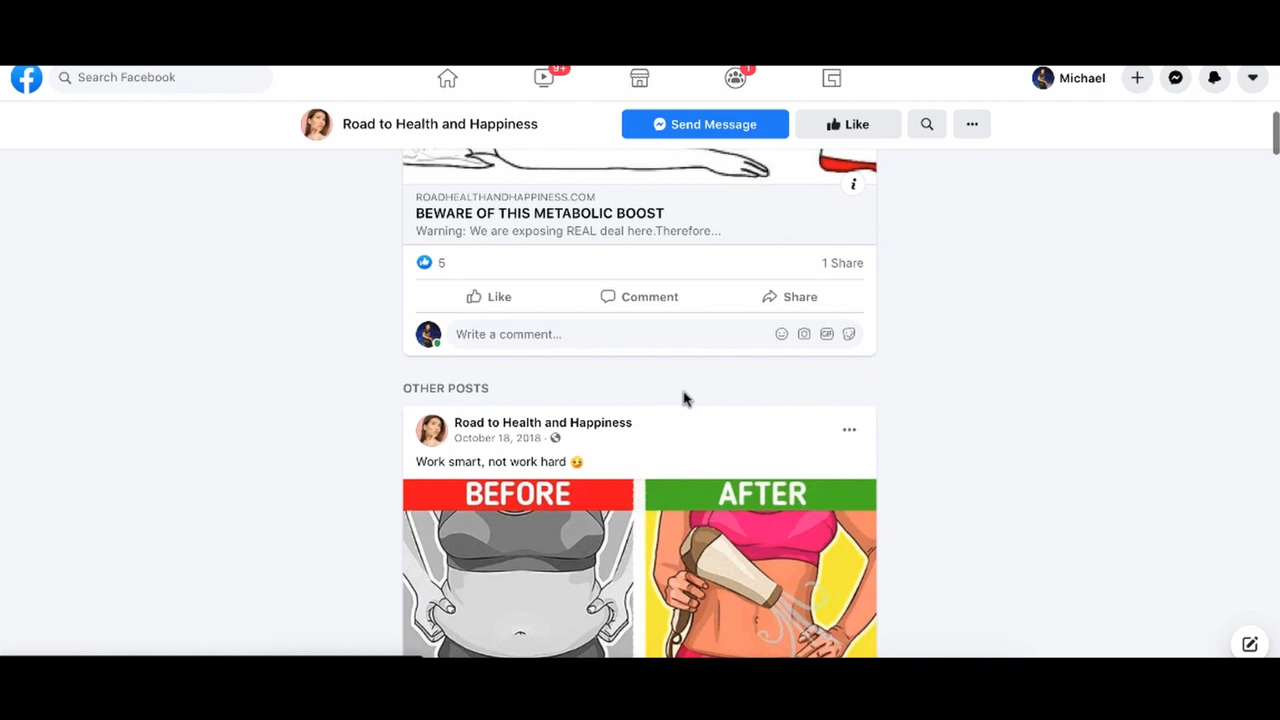 Search Facebook
9+
1
Michael
Road to Health and Happiness
Send Message
Like
ROADHEALTHANDHAPPINESS.COM
BEWARE OF THIS METABOLIC BOOST
Warning: We are exposing REAL deal here.Therefore...
5
1 Share
Like
Comment
Share
Write a comment...
GIF
OTHER POSTS
Road to Health and Happiness
October 18, 2018 ·
Work smart, not work hard 😏
BEFORE
AFTER